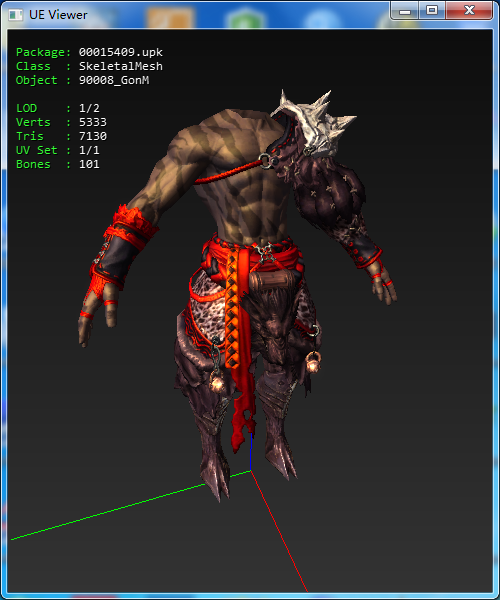 UE Viewer
Package: 00015409.upk
Class : SkeletalMesh
Object : 90008_GonM
LOD : 1/2
Verts : 5333
Tris : 7130
UV Set : 1/1
Bones : 101